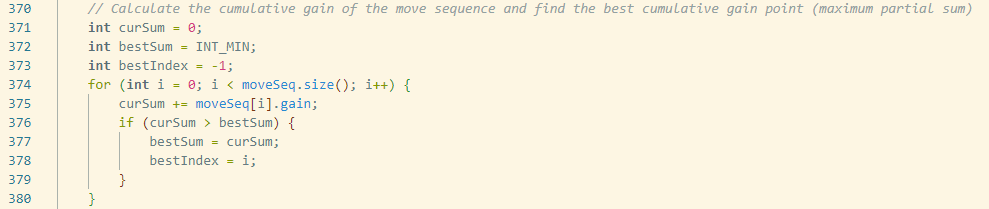 370 // Calculate the cumulative gain of the move sequence and find the best cumulative gain point (maximum partial sum)
371 int curSum = 0;
372 int bestSum = INT_MIN;
373 int bestIndex = -1;
374 for (int i = 0; i < moveSeq.size(); i++) {
375 curSum += moveSeq[i].gain;
376 if (curSum > bestSum) {
377 bestSum = curSum;
378 bestIndex = i;
379 }
380 }